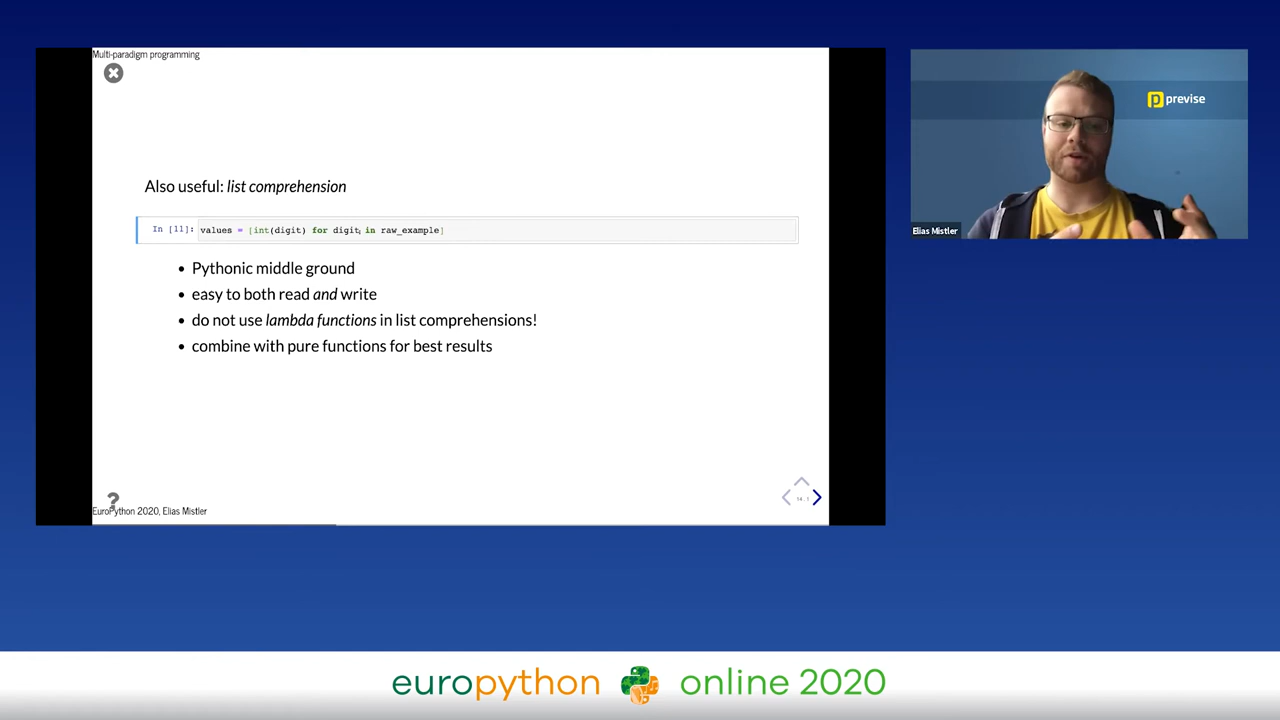 Multi-paradigm programming
Also useful: list comprehension
In [11]: values = [int(digit) for digit in raw_example]
• Pythonic middle ground
• easy to both read and write
• do not use lambda functions in list comprehensions!
• combine with pure functions for best results
?
EuroPython 2020, Elias Mistler
14.1
previse
Elias Mistler
europython online 2020